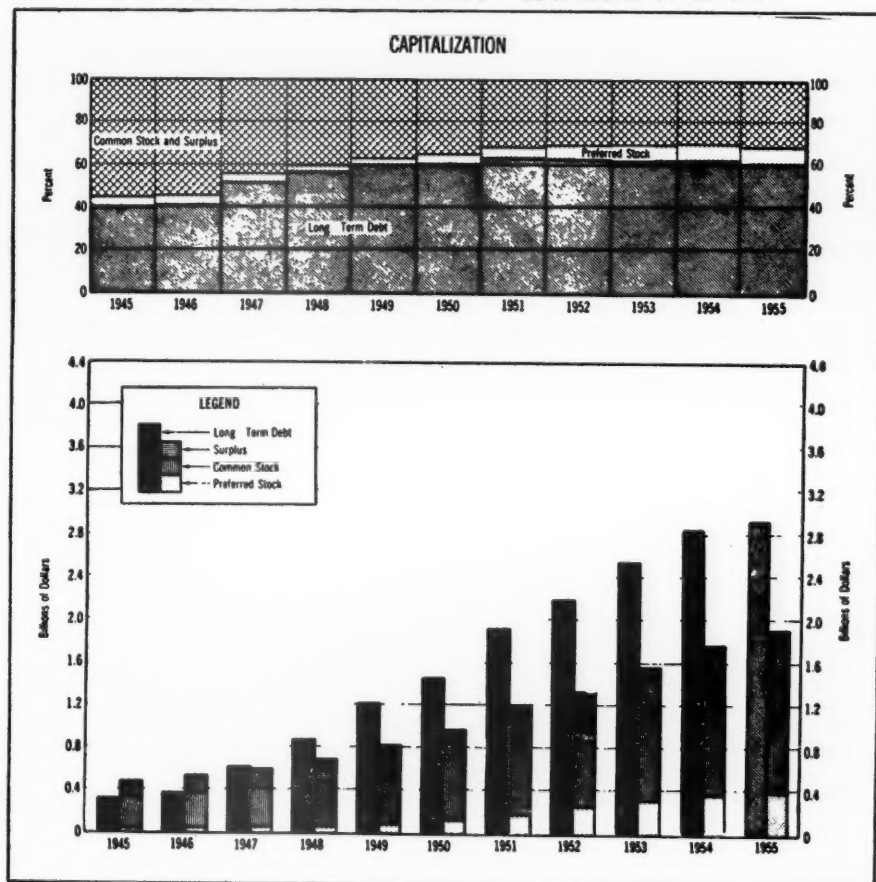 CAPITALIZATION
100 100
80 80
Common Stock and Surplus
Preferred Stock
60 60
Percent Percent
40 40
Long Term Debt
20 20
0 0
1945 1946 1947 1948 1949 1950 1951 1952 1953 1954 1955
4.4 4.4
LEGEND
4.0 4.0
Long Term Debt
3.6 3.6
Surplus
Common Stock
3.2 3.2
Preferred Stock
2.8 2.8
2.4 2.4
Billions of Dollars Billions of Dollars
2.0 2.0
1.6 1.6
1.2 1.2
0.8 0.8
0.4 0.4
0 0
1945 1946 1947 1948 1949 1950 1951 1952 1953 1954 1955